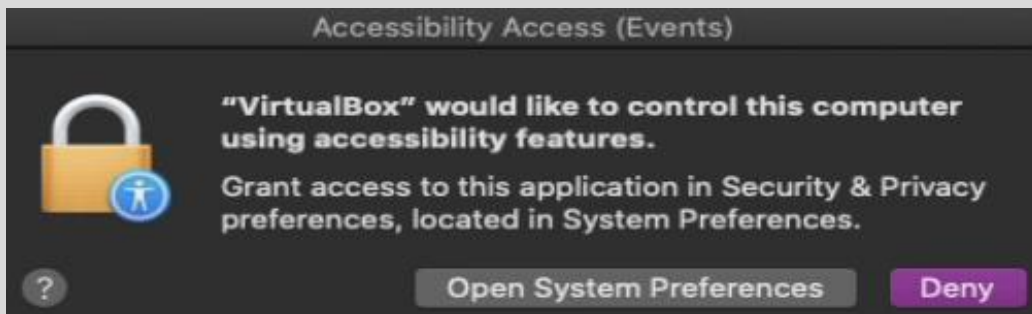 Accessibility Access (Events)
“VirtualBox” would like to control this computer
using accessibility features.
Grant access to this application in Security & Privacy
preferences, located in System Preferences.
?
Open System Preferences
Deny